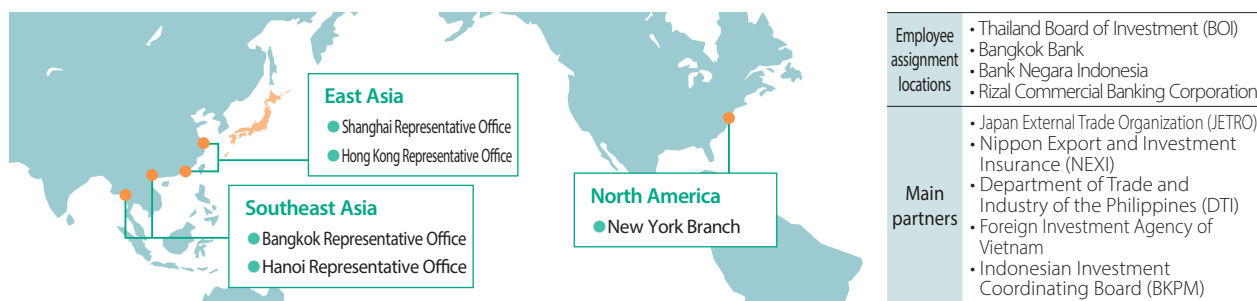 East Asia
● Shanghai Representative Office
● Hong Kong Representative Office
Southeast Asia
● Bangkok Representative Office
● Hanoi Representative Office
North America
● New York Branch
Employee
assignment
locations
• Thailand Board of Investment (BOI)
• Bangkok Bank
• Bank Negara Indonesia
• Rizal Commercial Banking Corporation
Main
partners
• Japan External Trade Organization (JETRO)
• Nippon Export and Investment
Insurance (NEXI)
• Department of Trade and
Industry of the Philippines (DTI)
• Foreign Investment Agency of
Vietnam
• Indonesian Investment
Coordinating Board (BKPM)